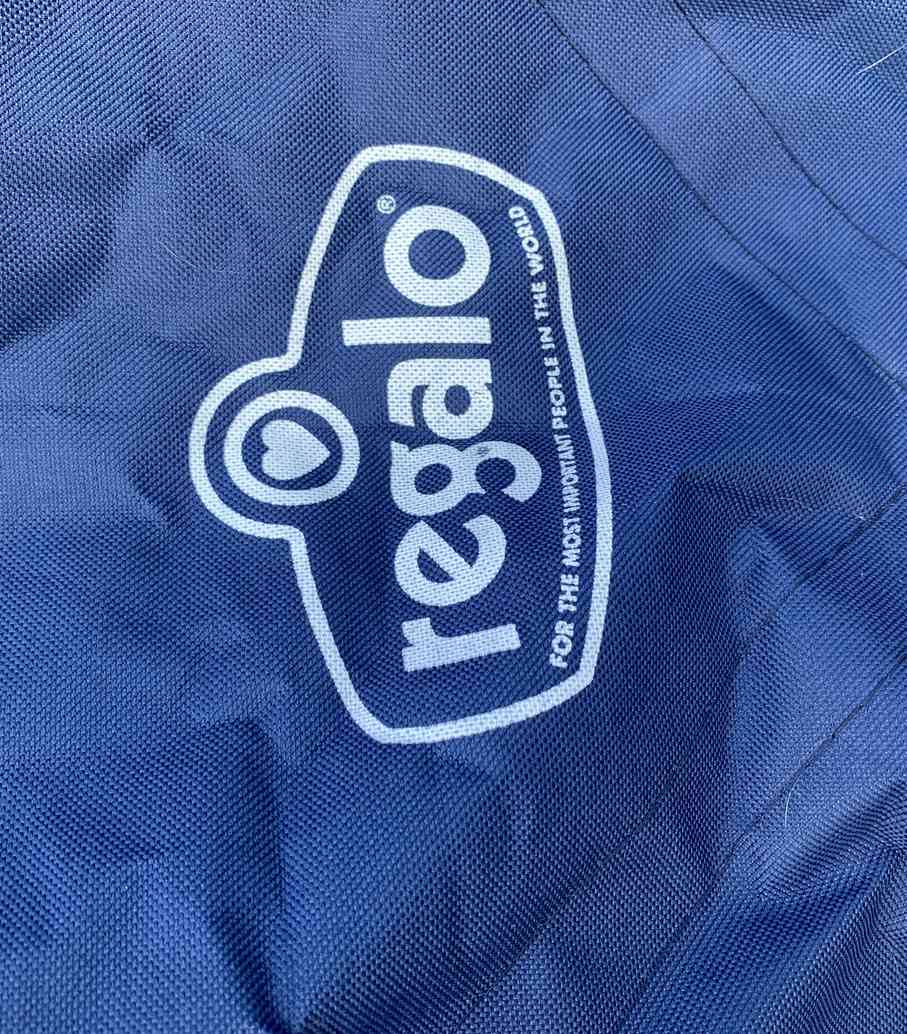 regalo®
FOR THE MOST IMPORTANT PEOPLE IN THE WORLD